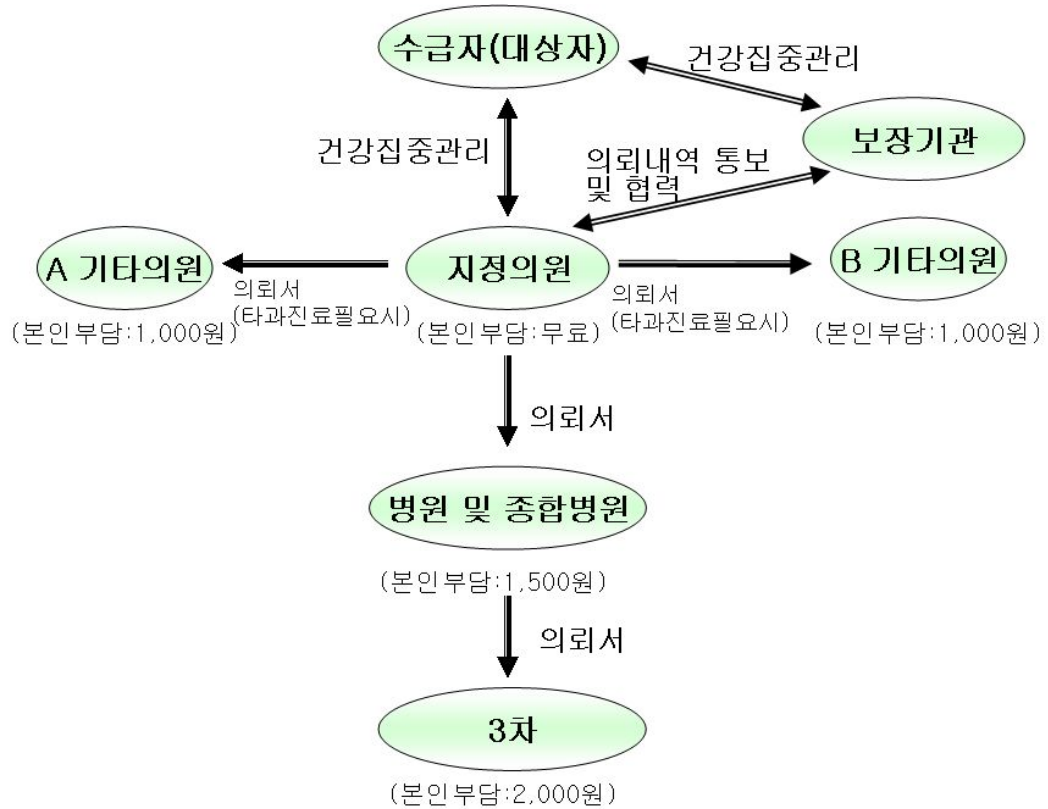 수급자(대상자)
건강집중관리
보장기관
건강집중관리
의뢰내역 통보
및 협력
A 기타의원
지정의원
B 기타의원
의뢰서
(타과진료필요시)
의뢰서
(타과진료필요시)
(본인부담:1,000원)
(본인부담:무료)
(본인부담:1,000원)
의뢰서
병원 및 종합병원
(본인부담:1,500원)
의뢰서
3차
(본인부담:2,000원)